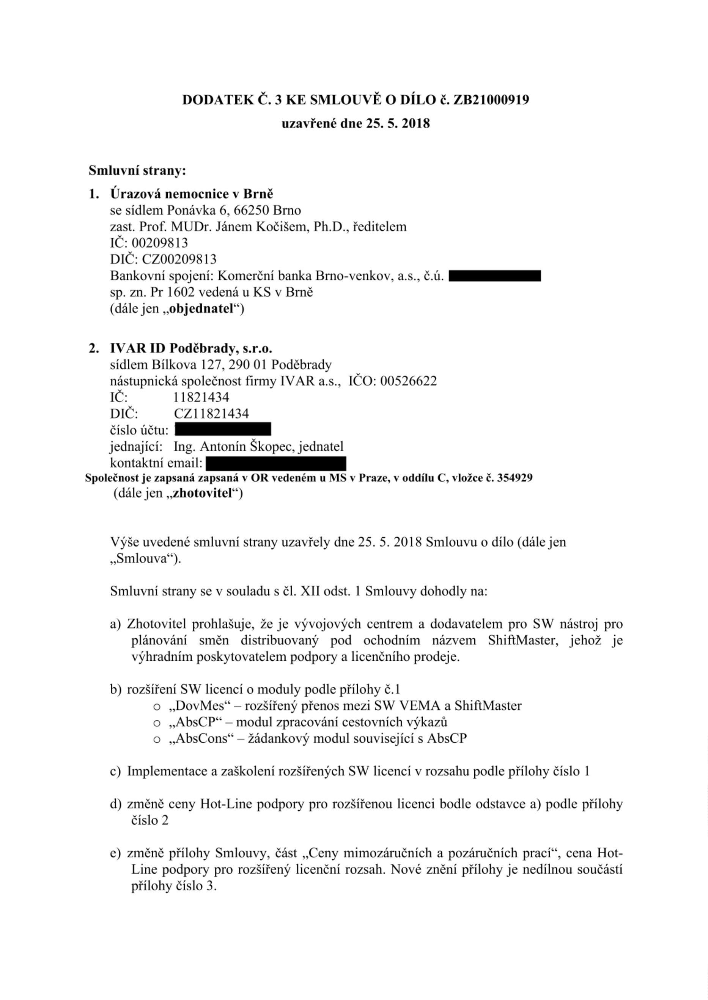 DODATEK Č. 3 KE SMLOUVĚ O DÍLO č. ZB21000919
uzavřené dne 25. 5. 2018
Smluvní strany:
1. Úrazová nemocnice v Brně
se sídlem Ponávka 6, 66250 Brno
zast. Prof. MUDr. Jánem Kočišem, Ph.D., ředitelem
IČ: 00209813
DIČ: CZ00209813
Bankovní spojení: Komerční banka Brno-venkov, a.s., č.ú.
sp. zn. Pr 1602 vedená u KS v Brně
(dále jen „objednatel“)
2. IVAR ID Poděbrady, s.r.o.
sídlem Bílkova 127, 290 01 Poděbrady
nástupnická společnost firmy IVAR a.s., IČO: 00526622
IČ: 11821434
DIČ: CZ11821434
číslo účtu:
jednající: Ing. Antonín Škopec, jednatel
kontaktní email:
Společnost je zapsaná zapsaná v OR vedeném u MS v Praze, v oddílu C, vložce č. 354929
(dále jen „zhotovitel“)
Výše uvedené smluvní strany uzavřely dne 25. 5. 2018 Smlouvu o dílo (dále jen
„Smlouva“).
Smluvní strany se v souladu s čl. XII odst. 1 Smlouvy dohodly na:
a) Zhotovitel prohlašuje, že je vývojových centrem a dodavatelem pro SW nástroj pro
plánování směn distribuovaný pod ochodním názvem ShiftMaster, jehož je
výhradním poskytovatelem podpory a licenčního prodeje.
b) rozšíření SW licencí o moduly podle přílohy č.1
o „DovMes“ – rozšířený přenos mezi SW VEMA a ShiftMaster
o „AbsCP“ – modul zpracování cestovních výkazů
o „AbsCons“ – žádankový modul související s AbsCP
c) Implementace a zaškolení rozšířených SW licencí v rozsahu podle přílohy číslo 1
d) změně ceny Hot-Line podpory pro rozšířenou licenci bodle odstavce a) podle přílohy
číslo 2
e) změně přílohy Smlouvy, část „Ceny mimozáručních a pozáručních prací“, cena Hot-
Line podpory pro rozšířený licenční rozsah. Nové znění přílohy je nedílnou součástí
přílohy číslo 3.